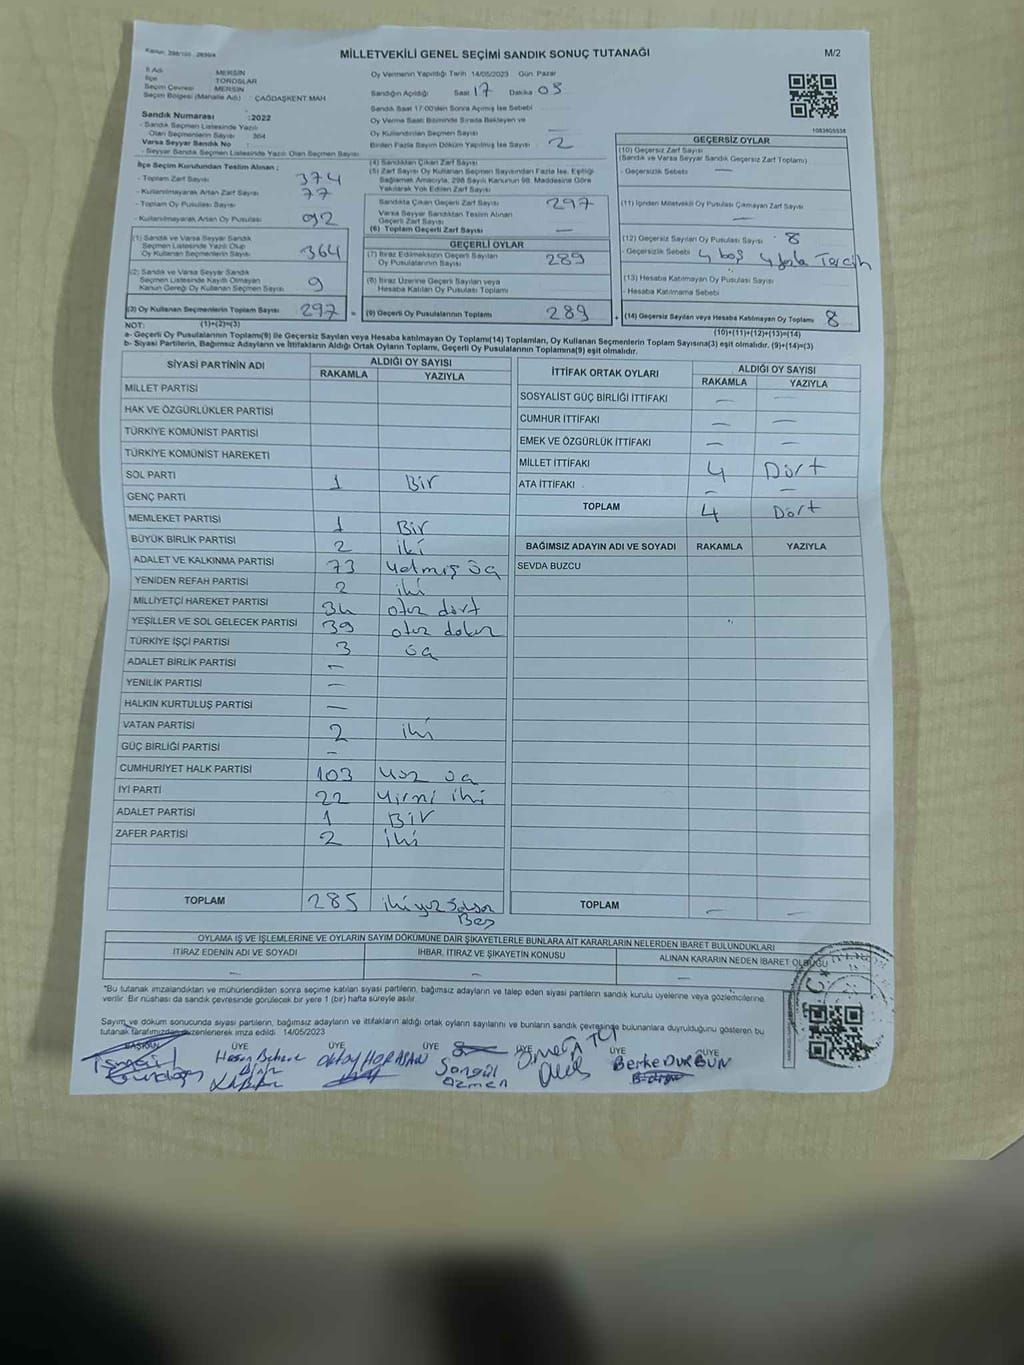 MİLLETVEKİLİ GENEL SEÇİMİ SANDIK SONUÇ TUTANAĞI
M/2
İl Adı : MERSİN
İlçe : TOROSLAR
Seçim Çevresi : MERSİN
Seçim Bölgesi (Mahalle Adı) : ÇAĞDAŞKENT MAH
Oy Vermenin Yapıldığı Tarih 14/05/2023 Gün Pazar
Sandığın Açıldığı Saat 17 Dakika 05
Sandık Saat 17:00'den Sonra Açılmış İse Sebebi
Oy Verme Saati Bitiminde Sırada Bekleyen ve
Oy Kullandırılan Seçmen Sayısı —
Birden Fazla Sayım Döküm Yapılmış İse Sayısı 2
Sandık Numarası : 2022
- Sandık Seçmen Listesinde Yazılı
Olan Seçmenlerin Sayısı : 364
Varsa Seyyar Sandık No :
- Seyyar Sandık Seçmen Listesinde Yazılı Olan Seçmen Sayısı :
İlçe Seçim Kurulundan Teslim Alınan ;
- Toplam Zarf Sayısı 374
- Kullanılmayarak Artan Zarf Sayısı 77
- Toplam Oy Pusulası Sayısı
- Kullanılmayarak Artan Oy Pusulası 92
(1) Sandık ve Varsa Seyyar Sandık
Seçmen Listesinde Yazılı Olup
Oy Kullanan Seçmen Sayısı 364
(2) Sandık ve Varsa Seyyar Sandık
Seçmen Listesinde Kayıtlı Olmayan
Kanun Gereği Oy Kullanan Seçmen Sayısı 9
(3) Oy Kullanan Seçmenlerin Toplam Sayısı 297 =
(4) Sandıktan Çıkan Zarf Sayısı
(5) Zarf Sayısı Oy Kullanan Seçmen Sayısından Fazla İse, Eşitliği
Sağlamak Amacıyla, 298 Sayılı Kanunun 98. Maddesine Göre
Yakılarak Yok Edilen Zarf Sayısı
Sandıkta Çıkan Geçerli Zarf Sayısı 297
Varsa Seyyar Sandıktan Teslim Alınan
Geçerli Zarf Sayısı
(6) Toplam Geçerli Zarf Sayısı —
GEÇERLİ OYLAR
(7) İtiraz Edilmeksizin Geçerli Sayılan
Oy Pusulalarının Sayısı 289
(8) İtiraz Üzerine Geçerli Sayılan veya
Hesaba Katılan Oy Pusulası Toplamı
(9) Geçerli Oy Pusulalarının Toplamı 289 +
1083605538
GEÇERSİZ OYLAR
(10) Geçersiz Zarf Sayısı
(Sandık ve Varsa Seyyar Sandık Geçersiz Zarf Toplamı)
- Geçersizlik Sebebi —
(11) İçinden Milletvekili Oy Pusulası Çıkmayan Zarf Sayısı
—
(12) Geçersiz Sayılan Oy Pusulası Sayısı 8
- Geçersizlik Sebebi 4 boş 4 fazla Tercih
(13) Hesaba Katılmayan Oy Pusulası Sayısı
- Hesaba Katılmama Sebebi
(14) Geçersiz Sayılan veya Hesaba Katılmayan Oy Toplamı 8
NOT: (1)+(2)=(3) (10)+(11)+(12)+(13)=(14)
a- Geçerli Oy Pusulalarının Toplamı(9) ile Geçersiz Sayılan veya Hesaba katılmayan Oy Toplamı(14) Toplamları, Oy Kullanan Seçmenlerin Toplam Sayısına(3) eşit olmalıdır. (9)+(14)=(3)
b- Siyasi Partilerin, Bağımsız Adayların ve İttifakların Aldığı Ortak Oyların Toplamı, Geçerli Oy Pusulalarının Toplamına(9) eşit olmalıdır.
SİYASİ PARTİNİN ADI ALDIĞI OY SAYISI
RAKAMLA YAZIYLA
MİLLET PARTİSİ
HAK VE ÖZGÜRLÜKLER PARTİSİ
TÜRKİYE KOMÜNİST PARTİSİ
TÜRKİYE KOMÜNİST HAREKETİ
SOL PARTİ 1 Bir
GENÇ PARTİ
MEMLEKET PARTİSİ 1 Bir
BÜYÜK BİRLİK PARTİSİ 2 iki
ADALET VE KALKINMA PARTİSİ 73 yetmiş üç
YENİDEN REFAH PARTİSİ 2 iki
MİLLİYETÇİ HAREKET PARTİSİ 34 otuz dört
YEŞİLLER VE SOL GELECEK PARTİSİ 39 otuz dokuz
TÜRKİYE İŞÇİ PARTİSİ 3 üç
ADALET BİRLİK PARTİSİ —
YENİLİK PARTİSİ —
HALKIN KURTULUŞ PARTİSİ —
VATAN PARTİSİ 2 iki
GÜÇ BİRLİĞİ PARTİSİ —
CUMHURİYET HALK PARTİSİ 103 yüz üç
İYİ PARTİ 22 yirmi iki
ADALET PARTİSİ 1 Bir
ZAFER PARTİSİ 2 iki
TOPLAM 285 ikiyüz Seksen
Beş
İTTİFAK ORTAK OYLARI ALDIĞI OY SAYISI
RAKAMLA YAZIYLA
SOSYALİST GÜÇ BİRLİĞİ İTTİFAKI — —
CUMHUR İTTİFAKI — —
EMEK VE ÖZGÜRLÜK İTTİFAKI — —
MİLLET İTTİFAKI 4 Dört
ATA İTTİFAKI — —
TOPLAM 4 Dört
BAĞIMSIZ ADAYIN ADI VE SOYADI RAKAMLA YAZIYLA
SEVDA BUZCU
TOPLAM — —
OYLAMA İŞ VE İŞLEMLERİNE VE OYLARIN SAYIM DÖKÜMÜNE DAİR ŞİKAYETLERLE BUNLARA AİT KARARLARIN NELERDEN İBARET BULUNDUKLARI
İTİRAZ EDENİN ADI VE SOYADI İHBAR, İTİRAZ VE ŞİKAYETİN KONUSU ALINAN KARARIN NEDEN İBARET OLDUĞU
— — —
*Bu tutanak imzalandıktan ve mühürlendikten sonra seçime katılan siyasi partilerin, bağımsız adayların ve talep eden siyasi partilerin sandık kurulu üyelerine veya gözlemcilerine
verilir. Bir nüshası da sandık çevresinde görülecek bir yere 1 (bir) hafta süreyle asılır.
Sayım ve döküm sonucunda siyasi partilerin, bağımsız adayların ve ittifakların aldığı ortak oyların sayılarını ve bunların sandık çevresinde bulunanlara duyrulduğunu gösteren bu
tutanak tarafımızdan düzenlenerek imza edildi. 14/05/2023
BAŞKAN ÜYE ÜYE ÜYE ÜYE ÜYE ÜYE
Oktay HORASAN Songül Özmen Berke DURGUN